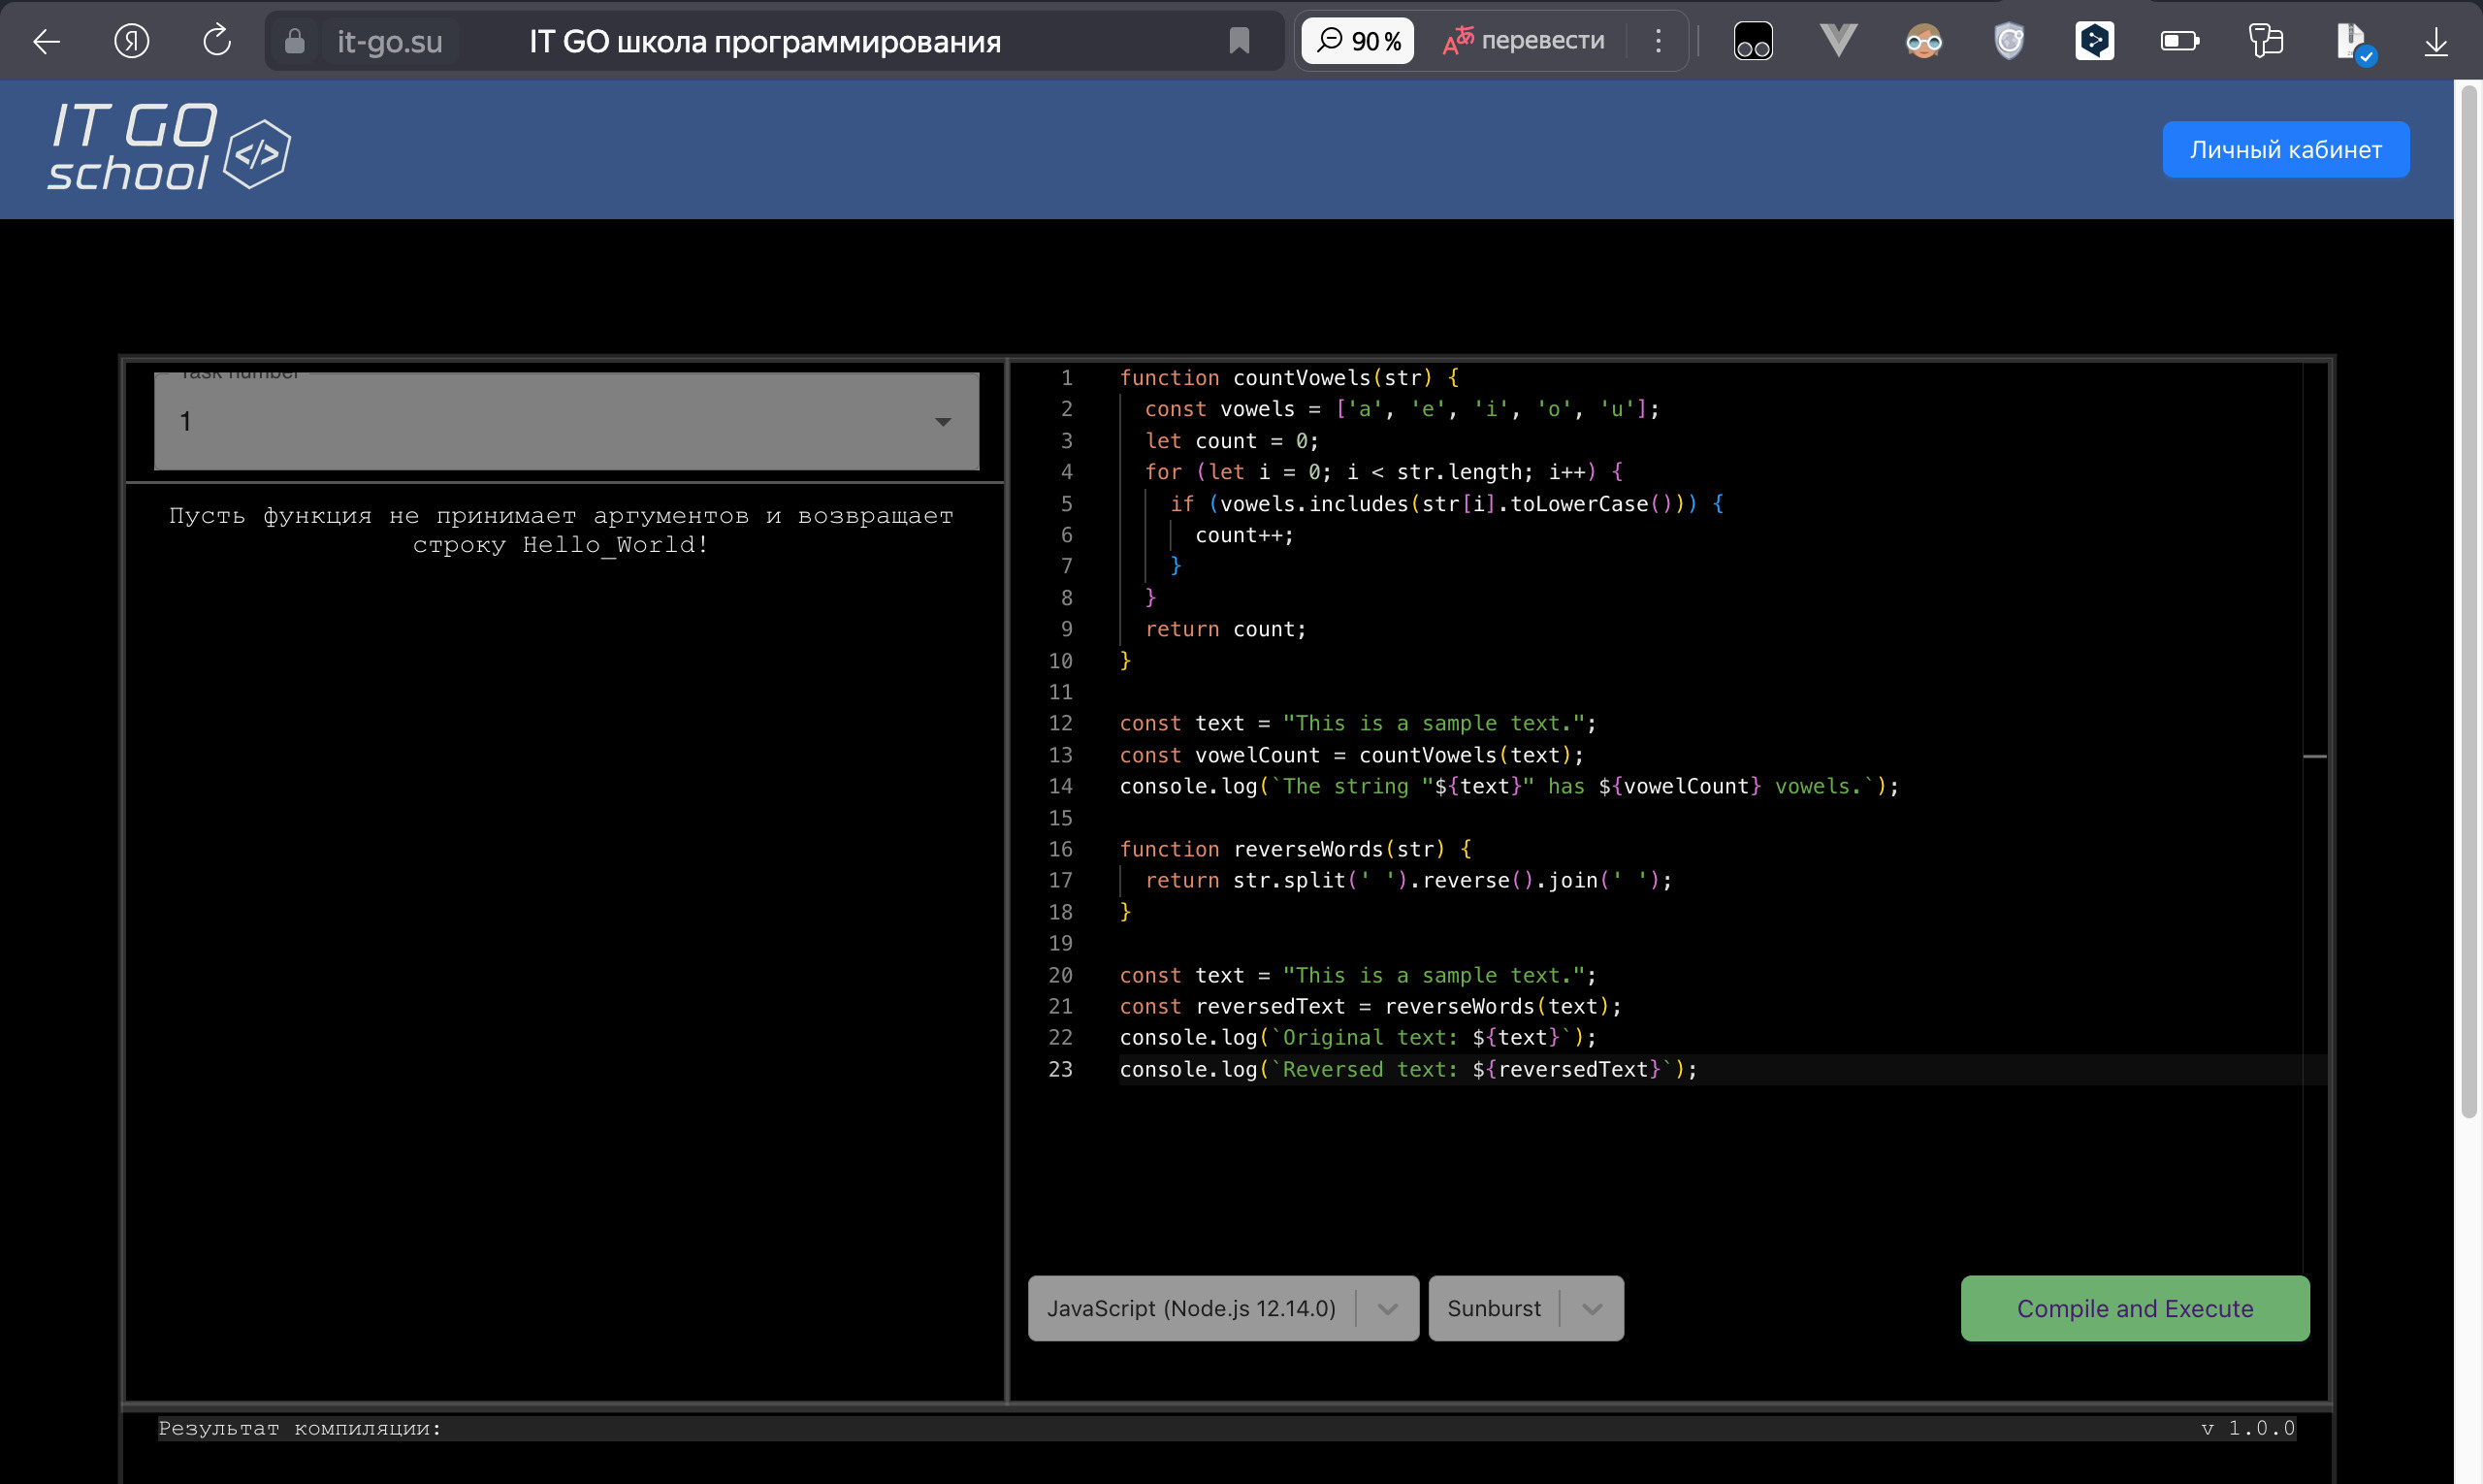 it-go.su
IT GO школа программирования
90 %
перевести
IT GO
school </>
Личный кабинет
Task number
1
Пусть функция не принимает аргументов и возвращает
строку Hello_World!
1 function countVowels(str) {
2 const vowels = ['a', 'e', 'i', 'o', 'u'];
3 let count = 0;
4 for (let i = 0; i < str.length; i++) {
5 if (vowels.includes(str[i].toLowerCase())) {
6 count++;
7 }
8 }
9 return count;
10 }
11
12 const text = "This is a sample text.";
13 const vowelCount = countVowels(text);
14 console.log(`The string "${text}" has ${vowelCount} vowels.`);
15
16 function reverseWords(str) {
17 return str.split(' ').reverse().join(' ');
18 }
19
20 const text = "This is a sample text.";
21 const reversedText = reverseWords(text);
22 console.log(`Original text: ${text}`);
23 console.log(`Reversed text: ${reversedText}`);
JavaScript (Node.js 12.14.0)
Sunburst
Compile and Execute
Результат компиляции:
v 1.0.0